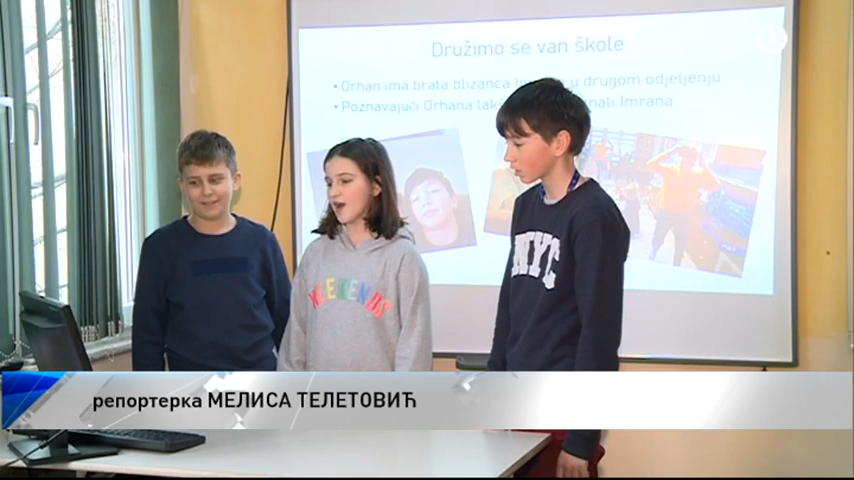 Družimo se van škole
• Orhan ima brata blizanca u drugom odjeljenju
• Poznavajući Orhana Imrana
NYC
WEEKENDS
репортерка МЕЛИСА ТЕЛЕТОВИЋ